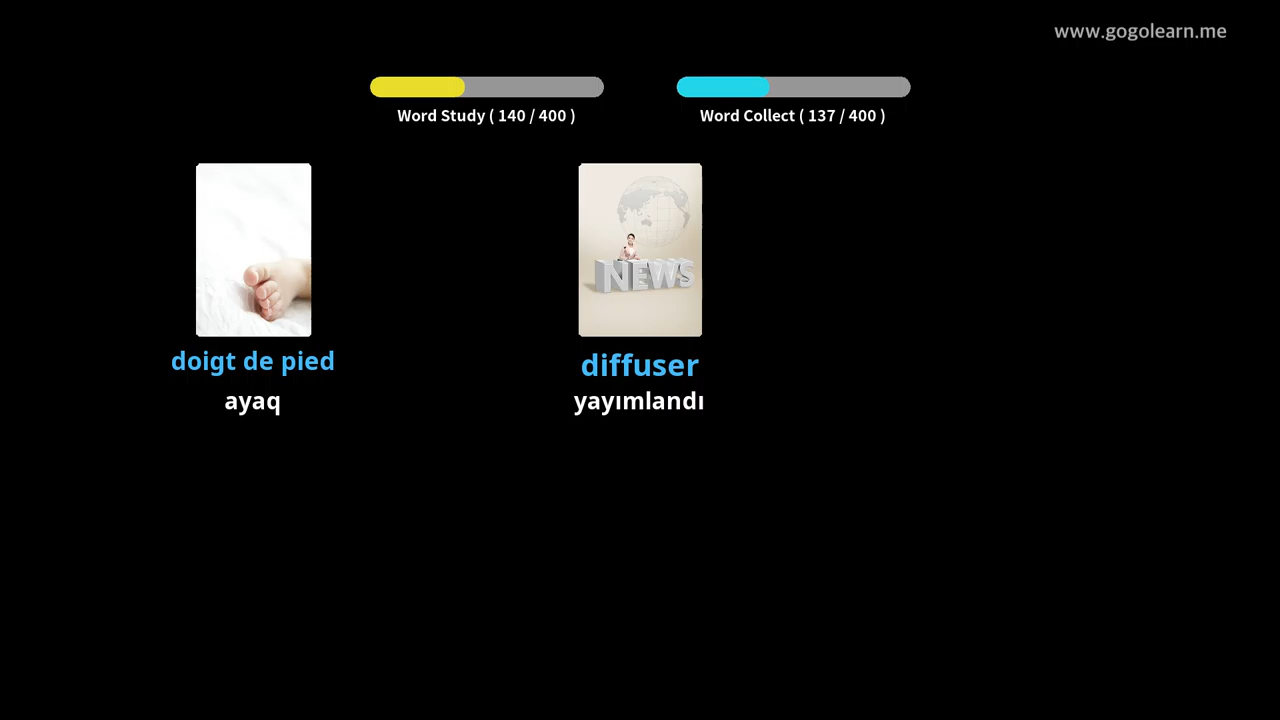 www.gogolearn.me
Word Study ( 140 / 400 )
Word Collect ( 137 / 400 )
NEWS
doigt de pied
diffuser
ayaq
yayımlandı